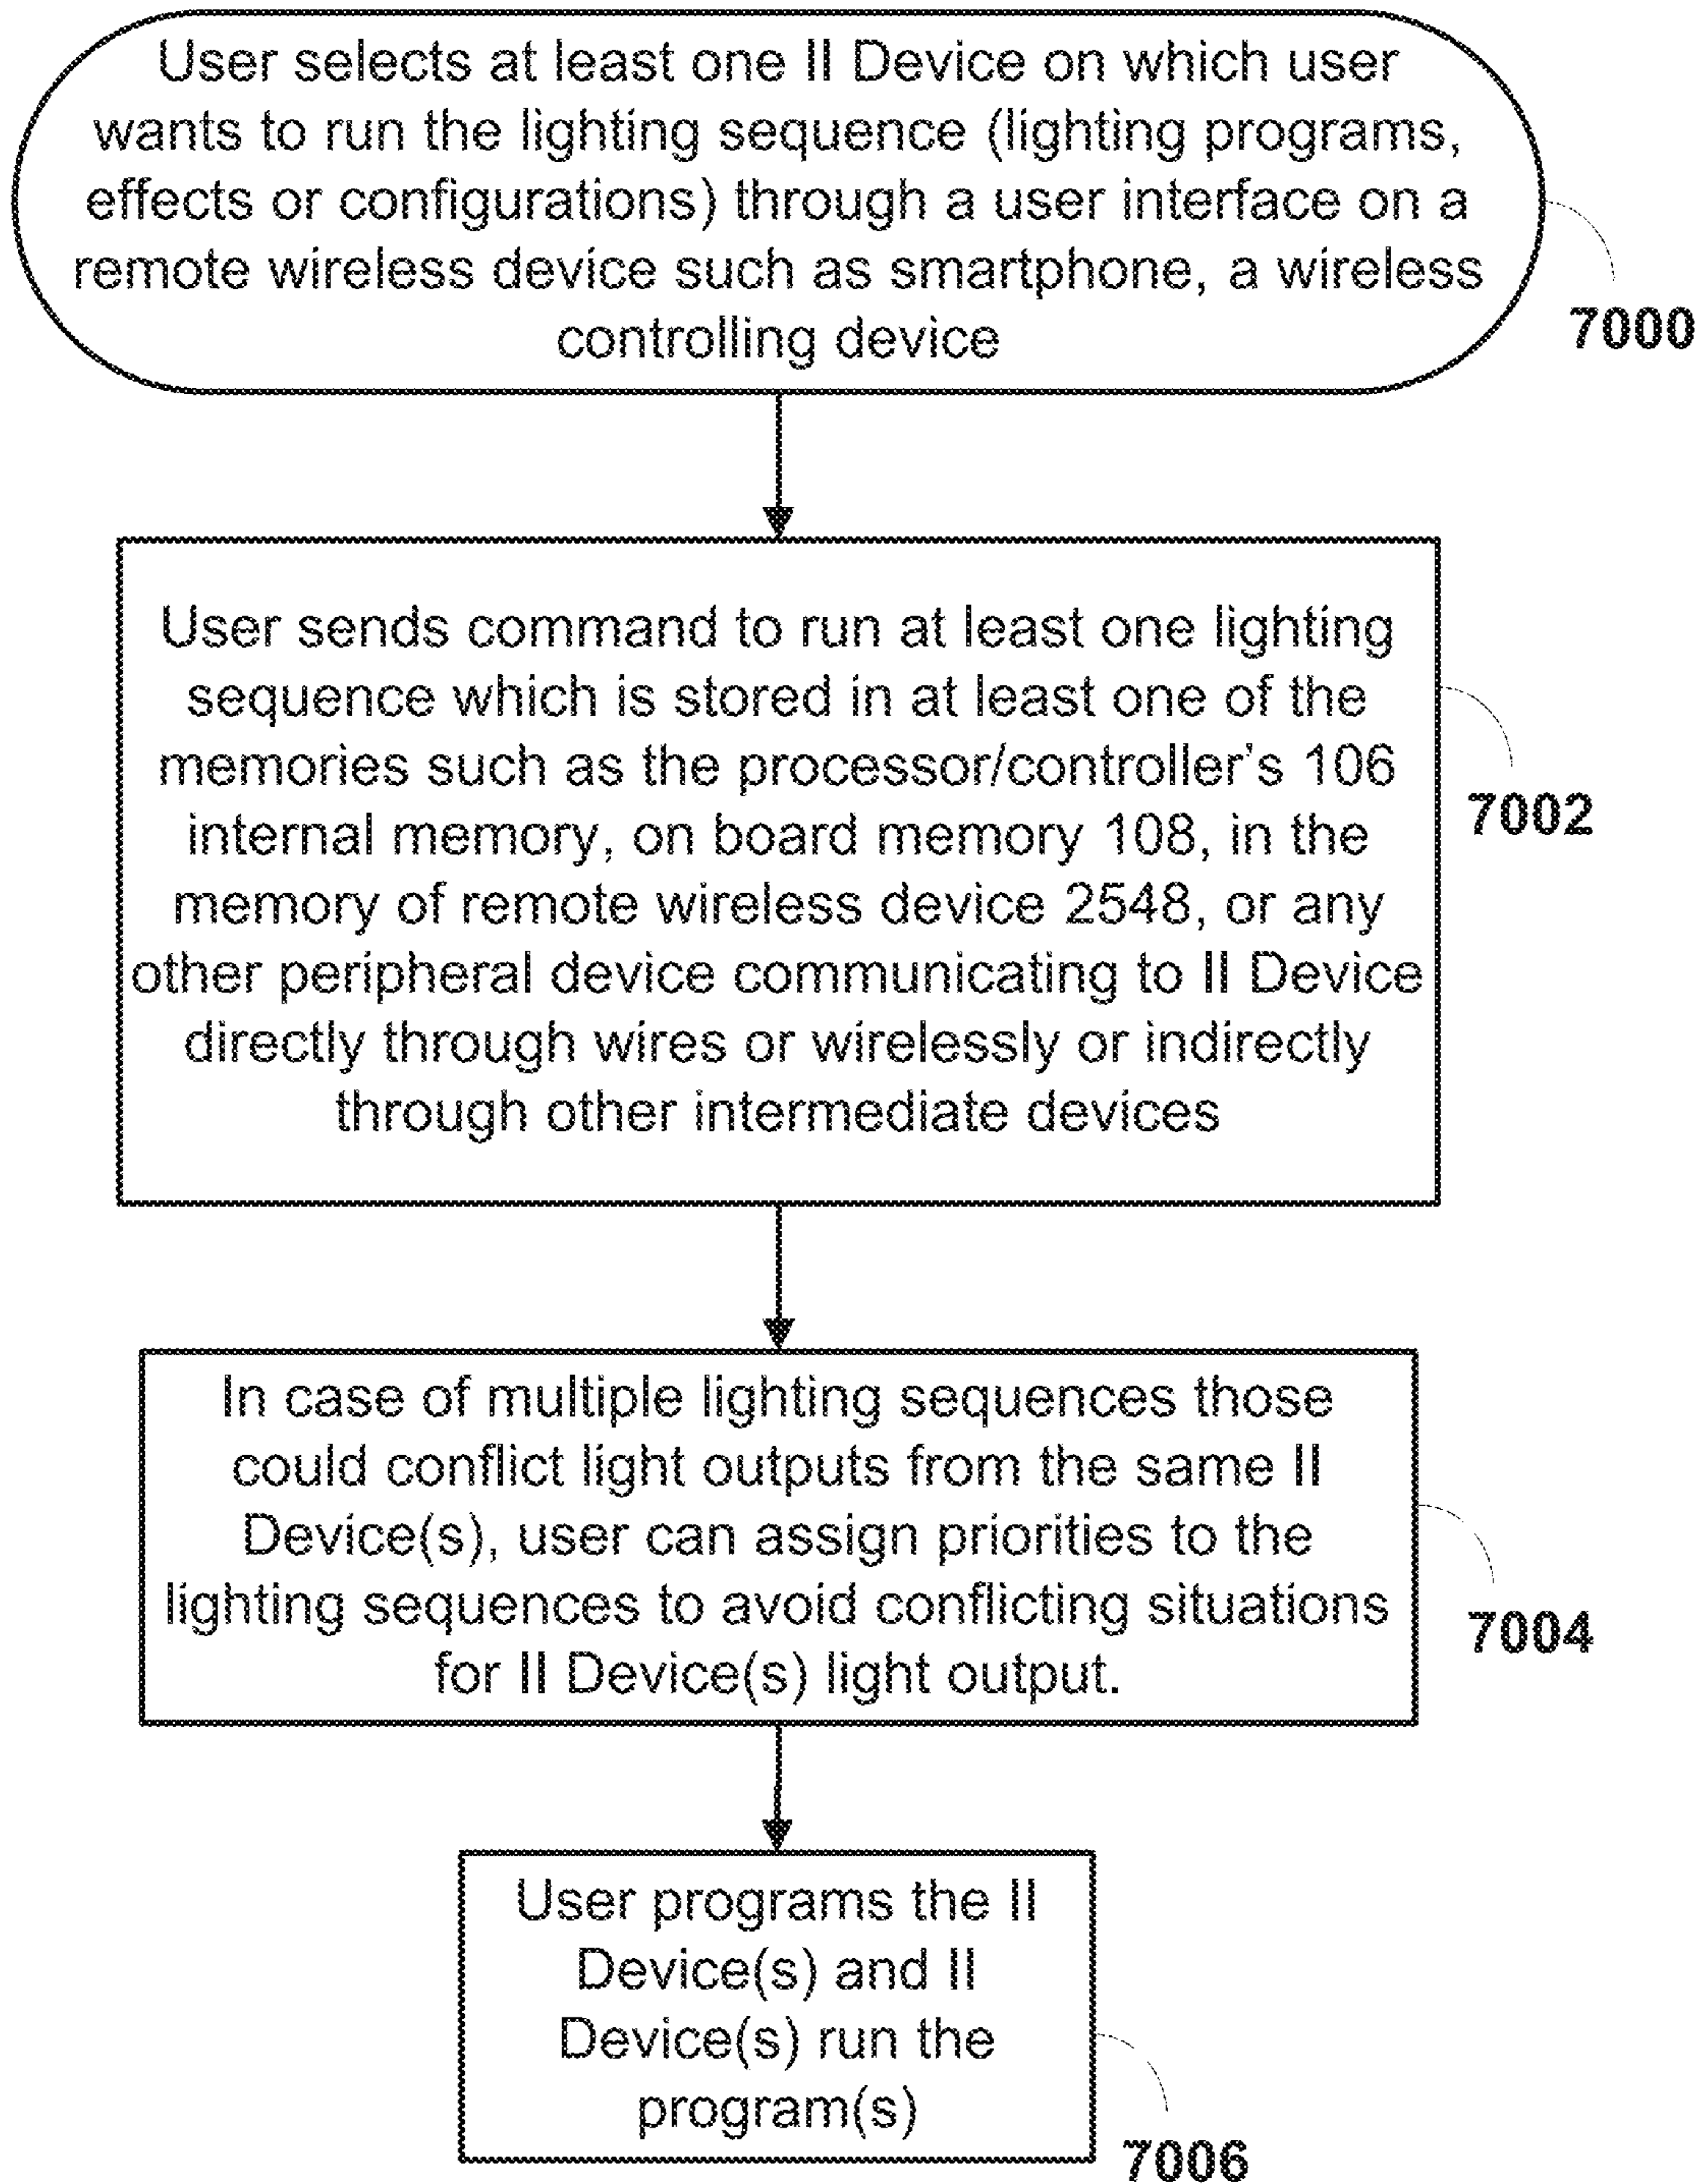 User selects at least one II Device on which user
wants to run the lighting sequence (lighting programs,
effects or configurations) through a user interface on a
remote wireless device such as smartphone, a wireless
controlling device
7000
User sends command to run at least one lighting
sequence which is stored in at least one of the
memories such as the processor/controller's 106
internal memory, on board memory 108, in the
memory of remote wireless device 2548, or any
other peripheral device communicating to II Device
directly through wires or wirelessly or indirectly
through other intermediate devices
7002
In case of multiple lighting sequences those
could conflict light outputs from the same II
Device(s), user can assign priorities to the
lighting sequences to avoid conflicting situations
for II Device(s) light output.
7004
User programs the II
Device(s) and II
Device(s) run the
program(s)
7006